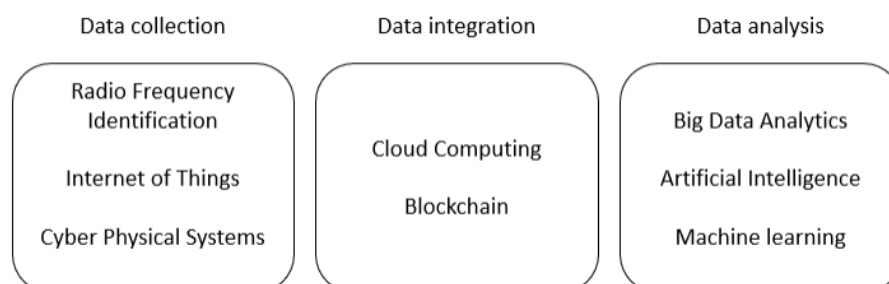 Data collection
Data integration
Data analysis
Radio Frequency
Identification
Internet of Things
Cyber Physical Systems
Cloud Computing
Blockchain
Big Data Analytics
Artificial Intelligence
Machine learning